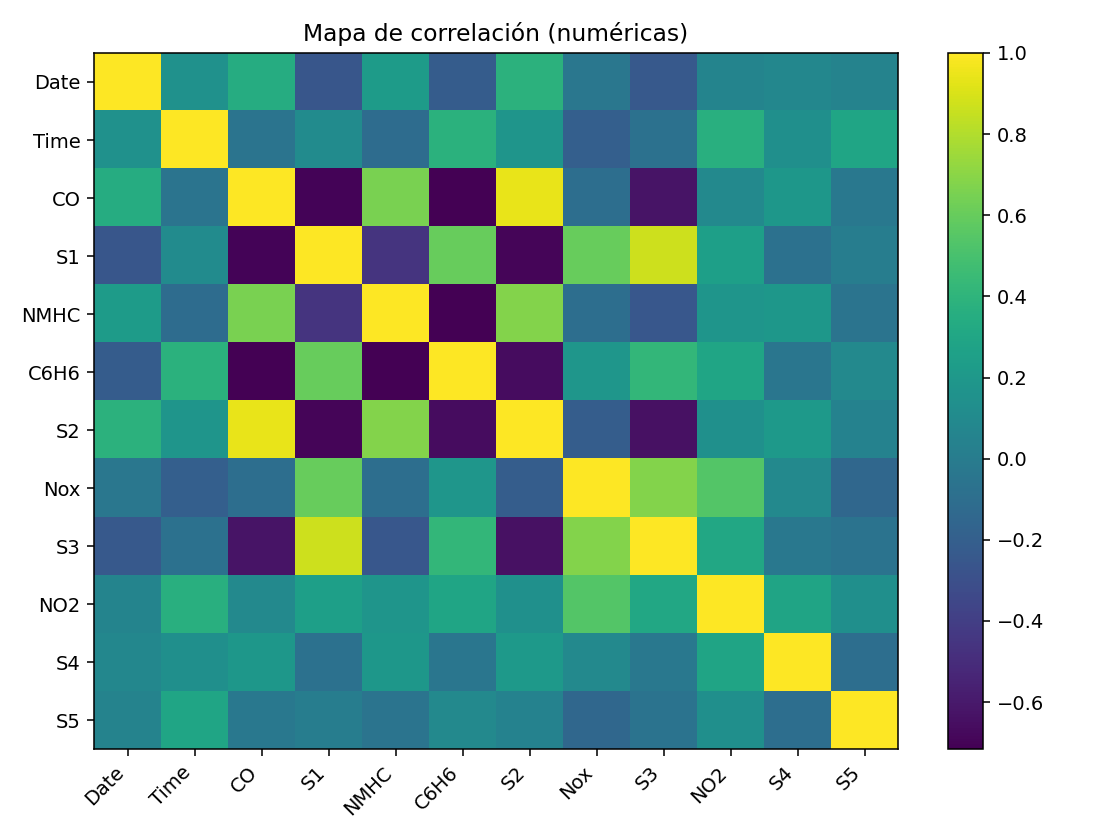 Mapa de correlación (numéricas)
Date
Time
CO
S1
NMHC
C6H6
S2
Nox
S3
NO2
S4
S5
Date
Time
CO
S1
NMHC
C6H6
S2
Nox
S3
NO2
S4
S5
1.0
0.8
0.6
0.4
0.2
0.0
−0.2
−0.4
−0.6